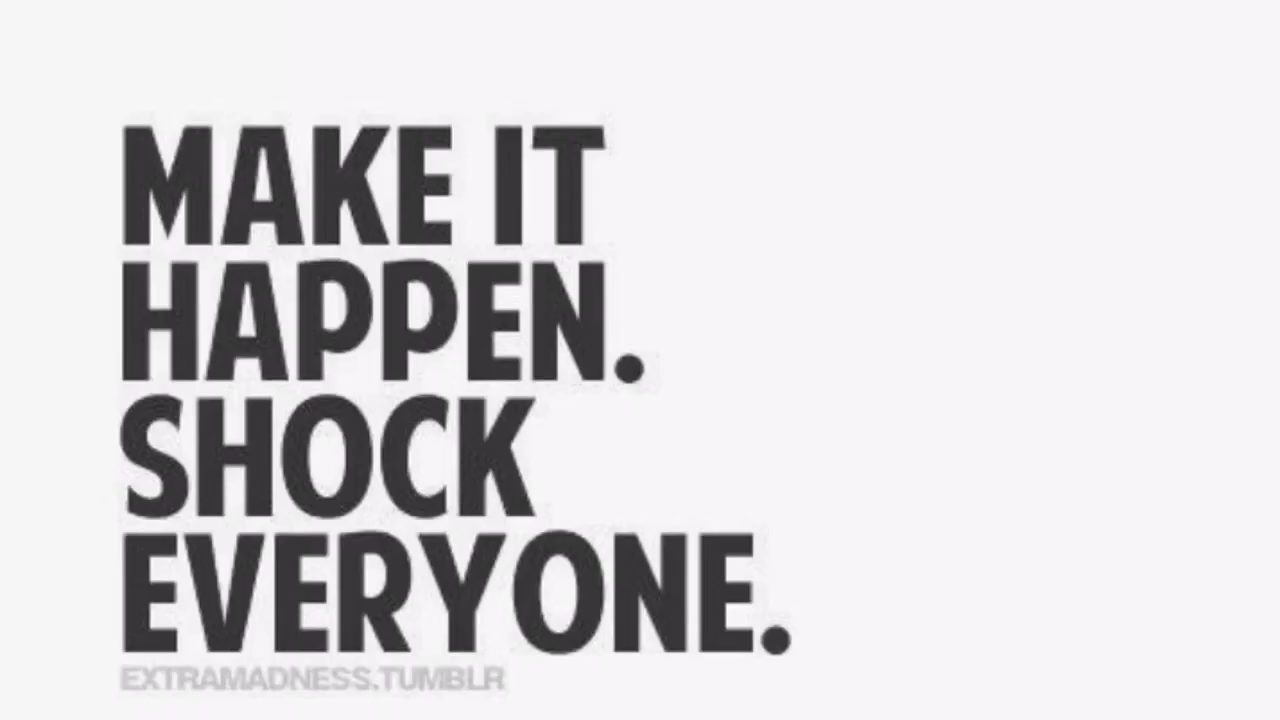 MAKE IT
HAPPEN.
SHOCK
EVERYONE.
EXTRAMADNESS.TUMBLR